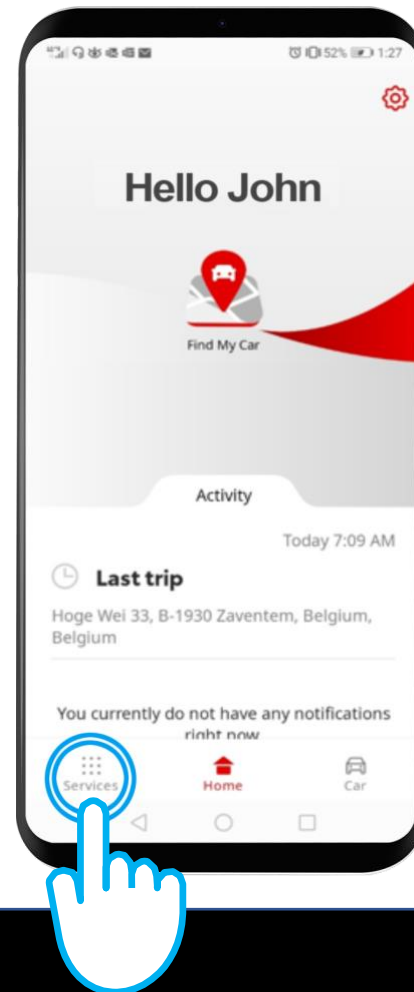 52% 1:27
Hello John
Find My Car
Activity
Today 7:09 AM
Last trip
Hoge Wei 33, B-1930 Zaventem, Belgium,
Belgium
You currently do not have any notifications
right now
Services Home Car